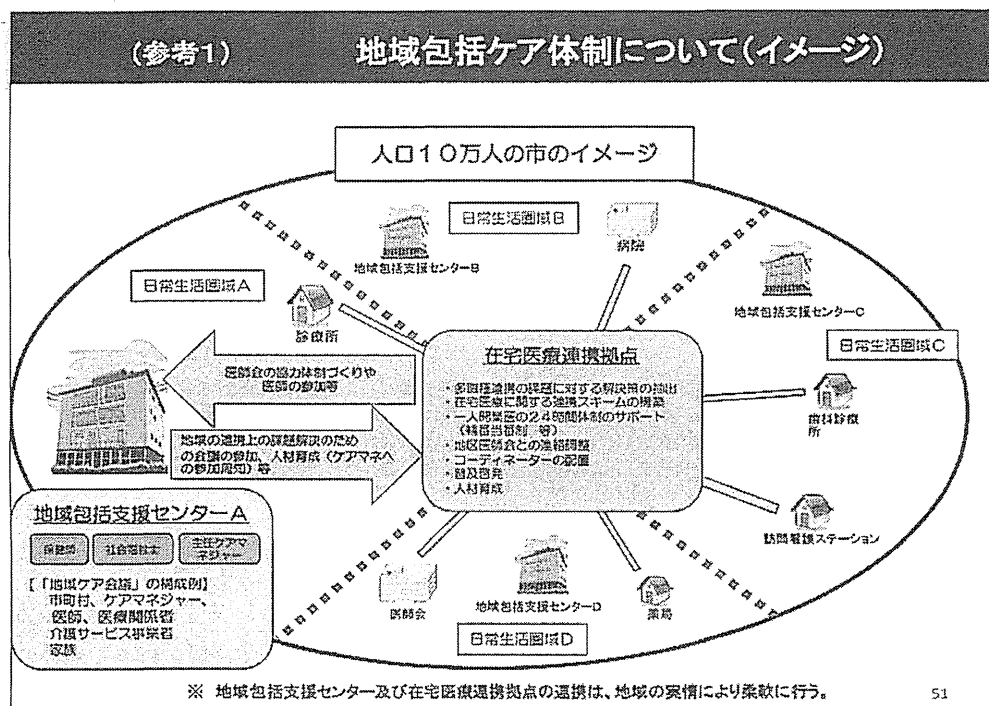 (参考1) 地域包括ケア体制について(イメージ)
人口10万人の市のイメージ
日常生活圏域B
病院
地域包括支援センターB
日常生活圏域A
診療所
地域包括支援センターC
日常生活圏域C
医師会の協力体制づくりや
医師の参加等
地域の連携上の課題解決のため
の会議の参加、人材育成(ケアマネへ
の参加周知)等
在宅医療連携拠点
・多職種連携の課題に対する解決策の抽出
・在宅医療に関する連携スキームの構築
・一人開業医の24時間体制のサポート
(輪番当番制 等)
・地区医師会との連絡調整
・コーディネーターの配置
・普及啓発
・人材育成
歯科診療
所
訪問看護ステーション
地域包括支援センターA
保健師
社会福祉士
主任ケアマ
ネジャー
【「地域ケア会議」の構成例】
市町村、ケアマネジャー、
医師、医療関係者
介護サービス事業者
家族
医師会
地域包括支援センターD
薬局
日常生活圏域D
※ 地域包括支援センター及び在宅医療連携拠点の連携は、地域の実情により柔軟に行う。
51